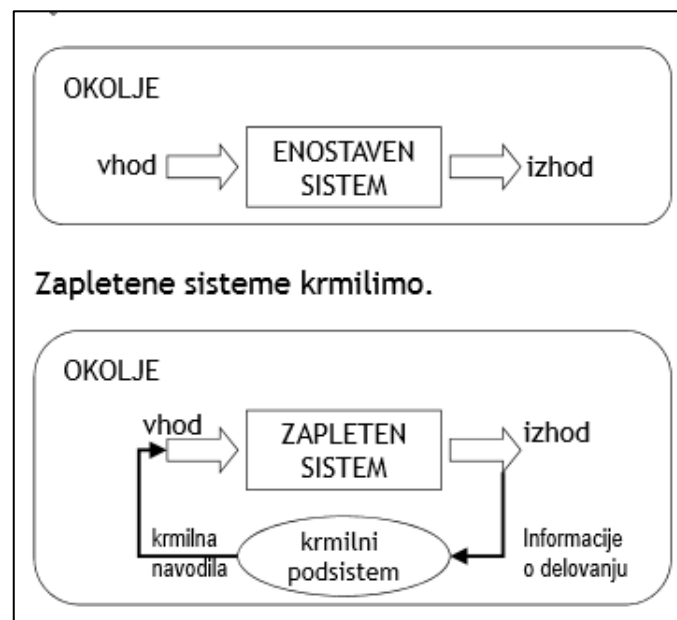 OKOLJE
vhod
ENOSTAVEN
SISTEM
izhod
Zapletene sisteme krmilimo.
OKOLJE
vhod
ZAPLETEN
SISTEM
izhod
krmilna
navodila
krmilni
podsistem
Informacije
o delovanju